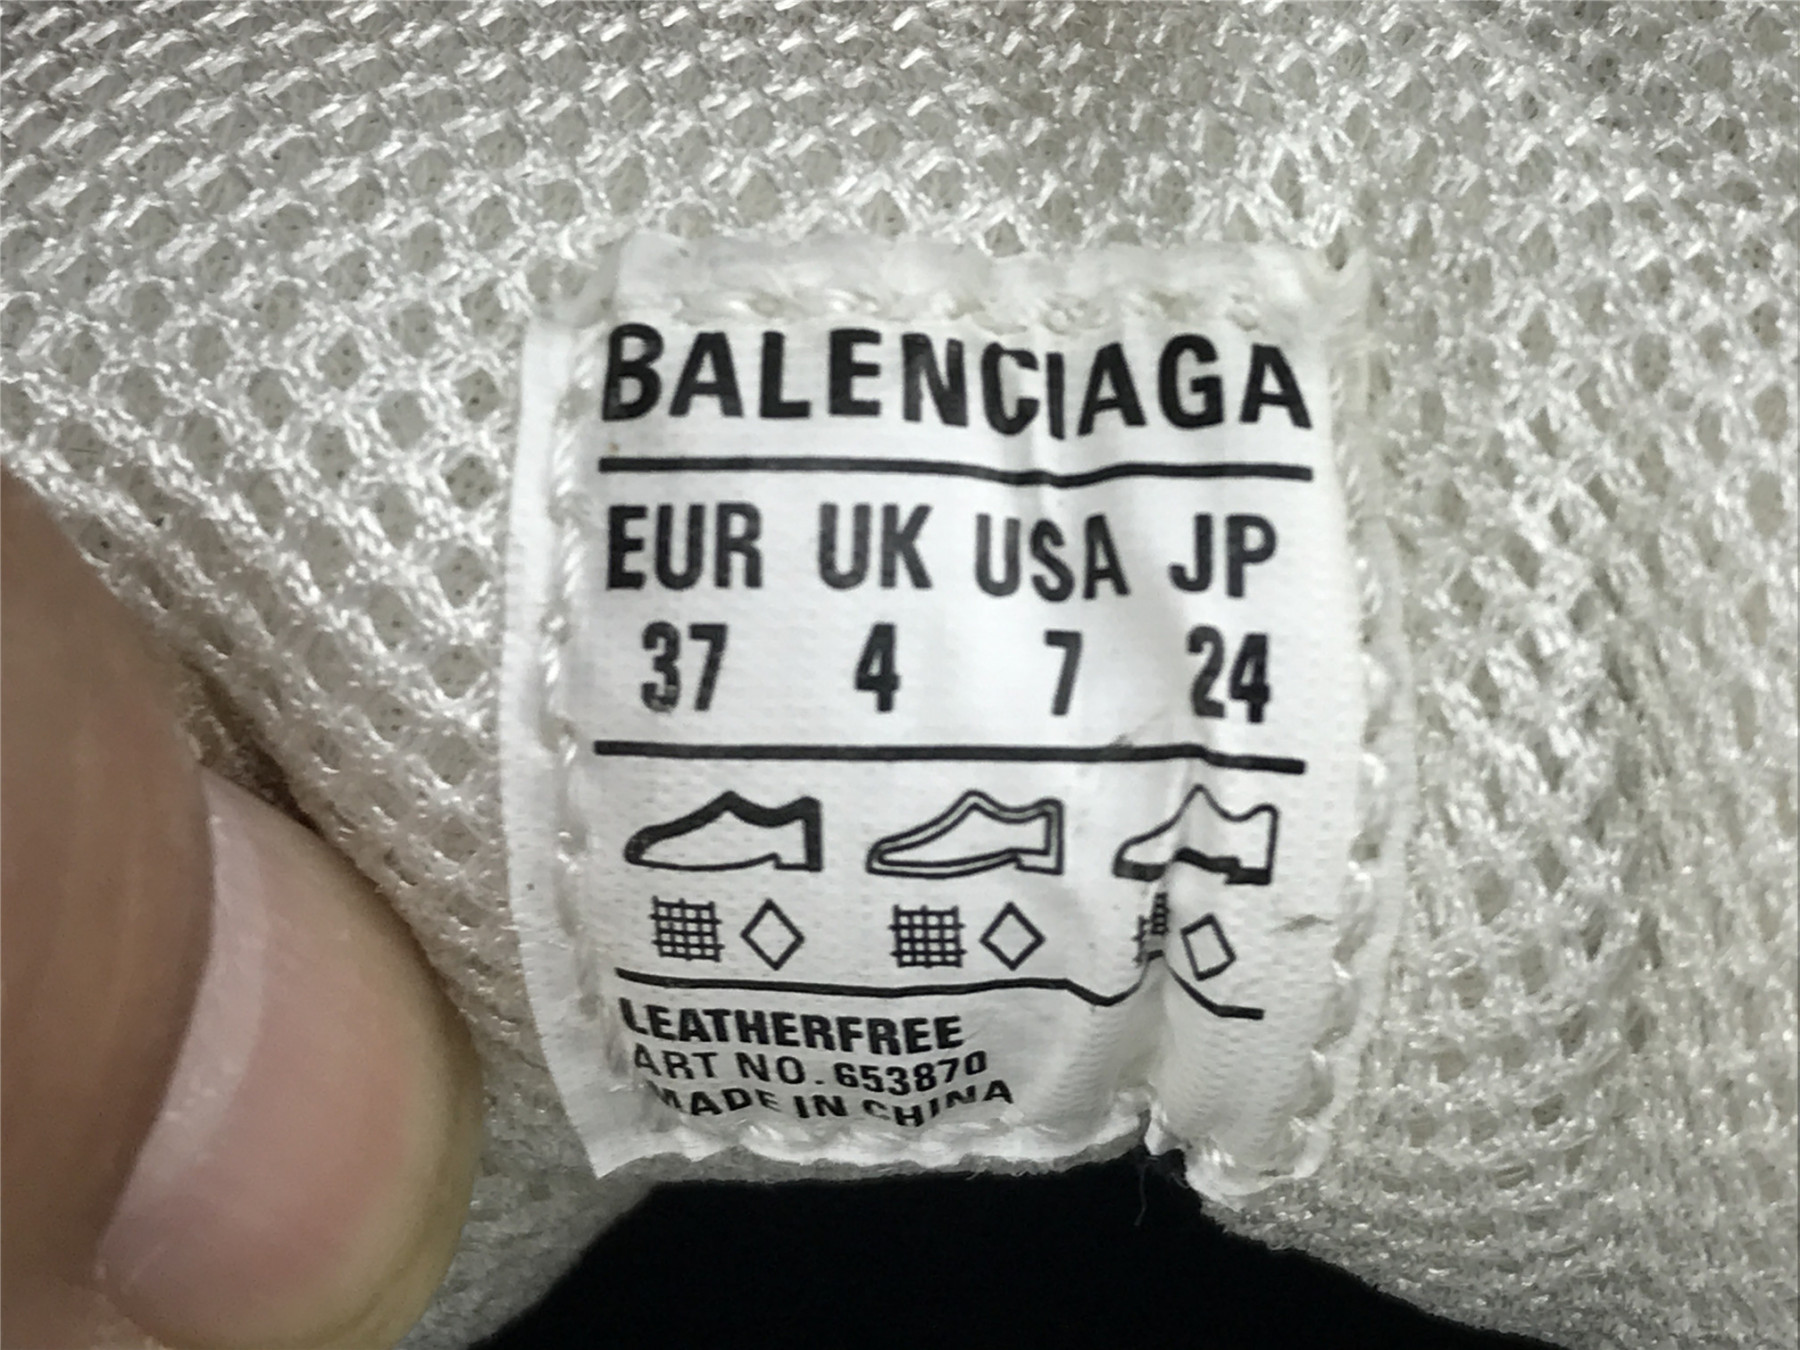 BALENCIAGA
EUR UK USA JP
37 4 7 24
LEATHERFREE
ART NO. 653870
MADE IN CHINA